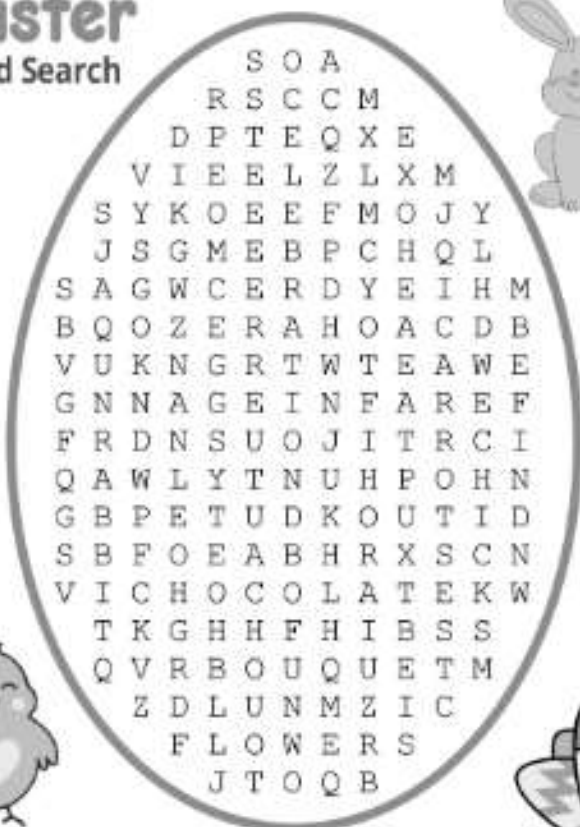 ster
d Search
S O A
R S C C M
D P T E Q X E
V I E E L Z L X M
S Y K O E E F M O J Y
J S G M E B P C H Q L
S A G W C E R D Y E I H M
B Q O Z E R A H O A C D B
V U K N G R T W T E A W E
G N N A G E I N F A R E F
F R D N S U O J I T R C I
Q A W L Y T N U H P O H N
G B P E T U D K O U T I D
S B F O E A B H R X S C N
V I C H O C O L A T E K W
T K G H H F H I B S S
Q V R B O U Q U E T M
Z D L U N M Z I C
F L O W E R S
J T O Q B